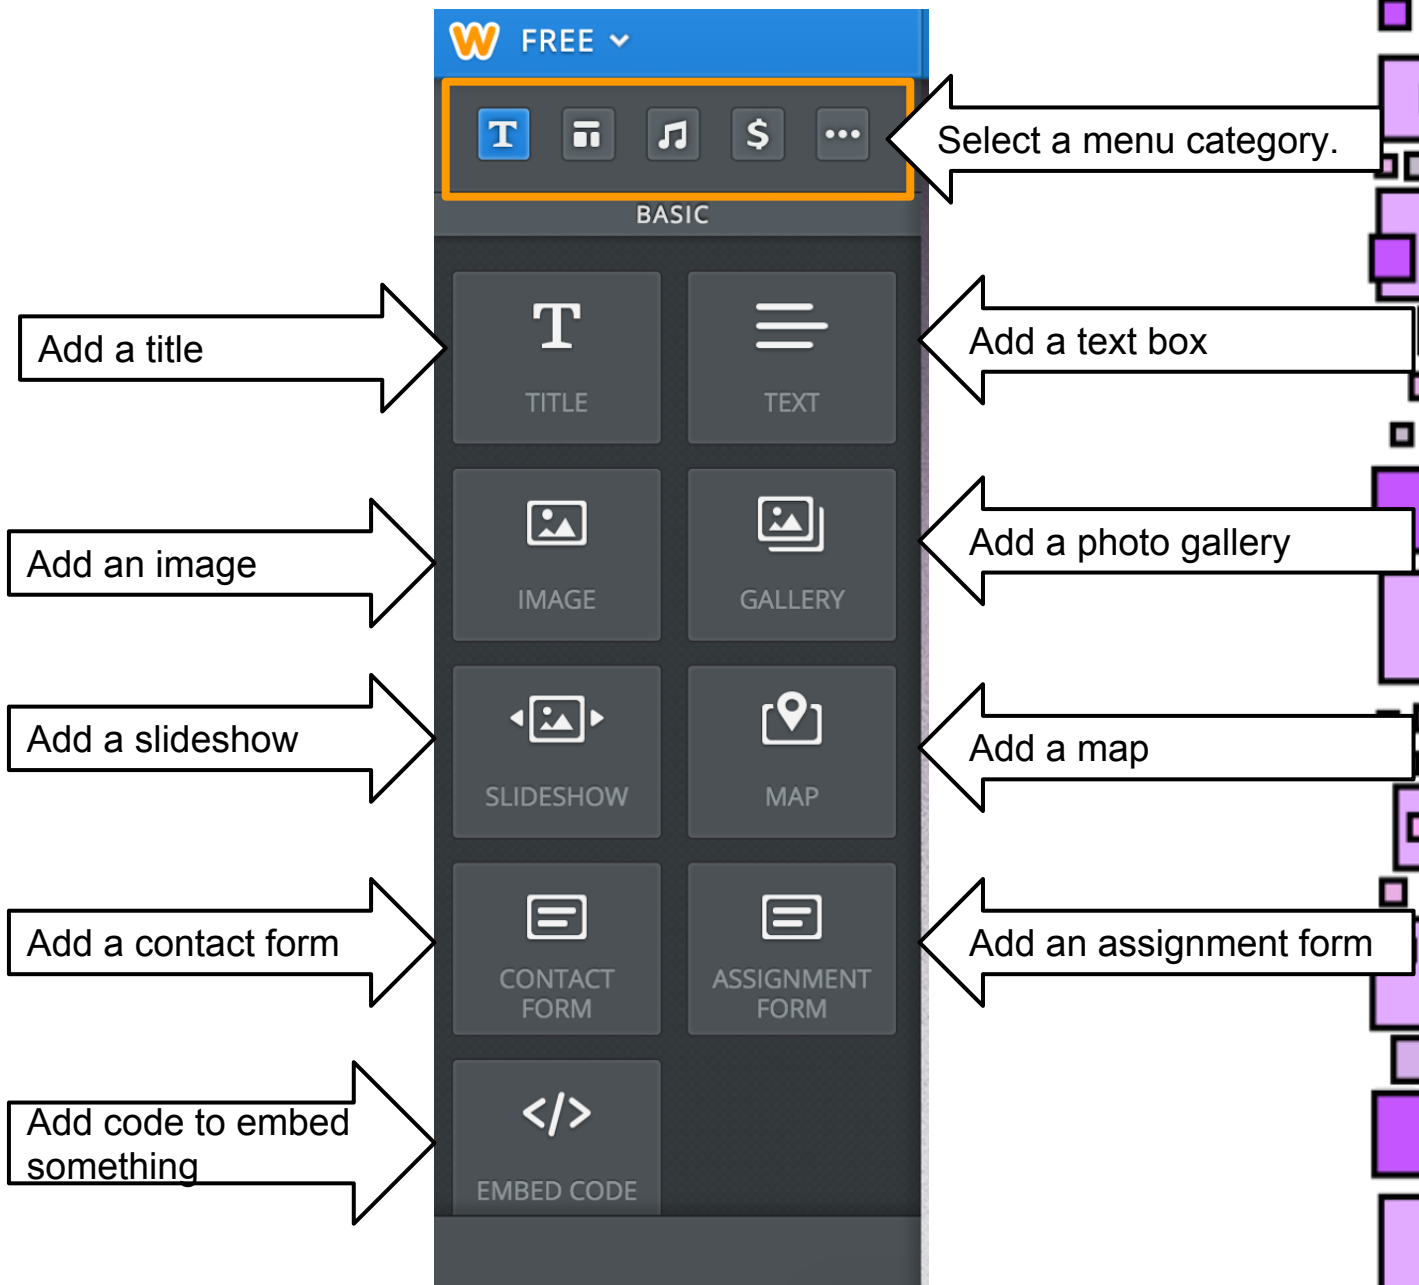 W FREE
T $ •••
Select a menu category.
BASIC
Add a title
T
TITLE
TEXT
Add a text box
Add an image
IMAGE
GALLERY
Add a photo gallery
Add a slideshow
SLIDESHOW
MAP
Add a map
Add a contact form
CONTACT
FORM
ASSIGNMENT
FORM
Add an assignment form
Add code to embed
something
</>
EMBED CODE